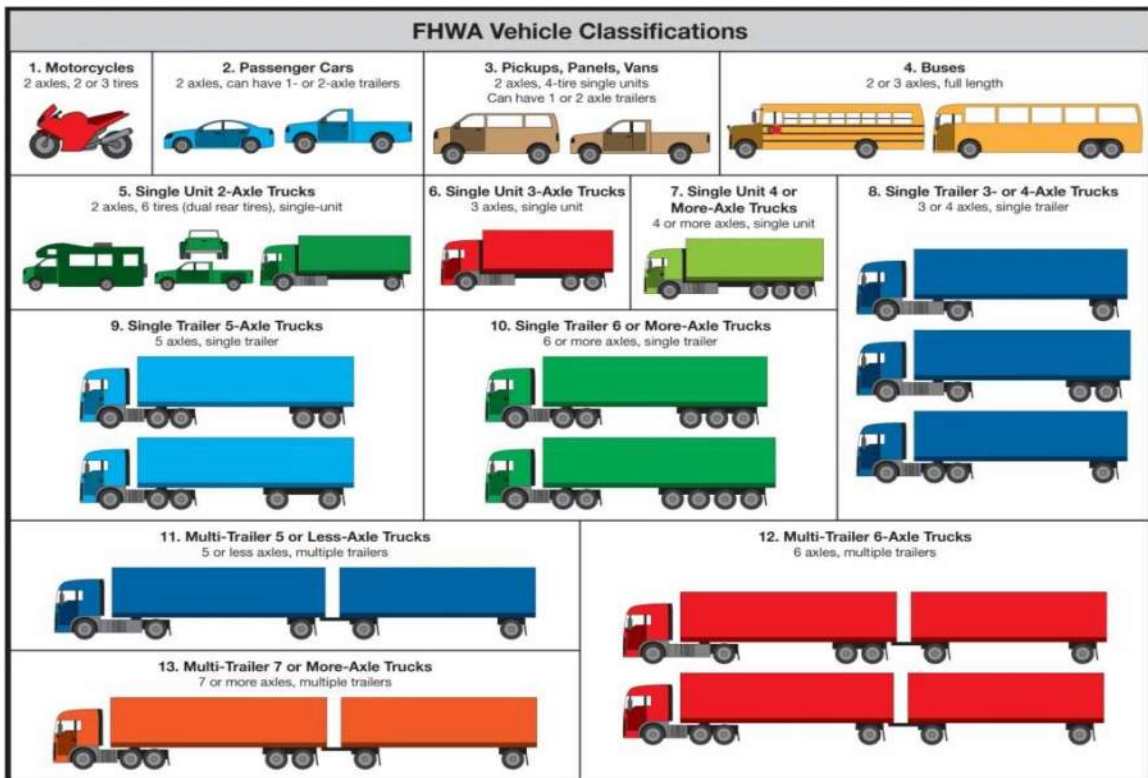 FHWA Vehicle Classifications
1. Motorcycles
2 axles, 2 or 3 tires
2. Passenger Cars
2 axles, can have 1- or 2-axle trailers
3. Pickups, Panels, Vans
2 axles, 4-tire single units
Can have 1 or 2 axle trailers
4. Buses
2 or 3 axles, full length
5. Single Unit 2-Axle Trucks
2 axles, 6 tires (dual rear tires), single-unit
6. Single Unit 3-Axle Trucks
3 axles, single unit
7. Single Unit 4 or
More-Axle Trucks
4 or more axles, single unit
8. Single Trailer 3- or 4-Axle Trucks
3 or 4 axles, single trailer
9. Single Trailer 5-Axle Trucks
5 axles, single trailer
10. Single Trailer 6 or More-Axle Trucks
6 or more axles, single trailer
11. Multi-Trailer 5 or Less-Axle Trucks
5 or less axles, multiple trailers
12. Multi-Trailer 6-Axle Trucks
6 axles, multiple trailers
13. Multi-Trailer 7 or More-Axle Trucks
7 or more axles, multiple trailers